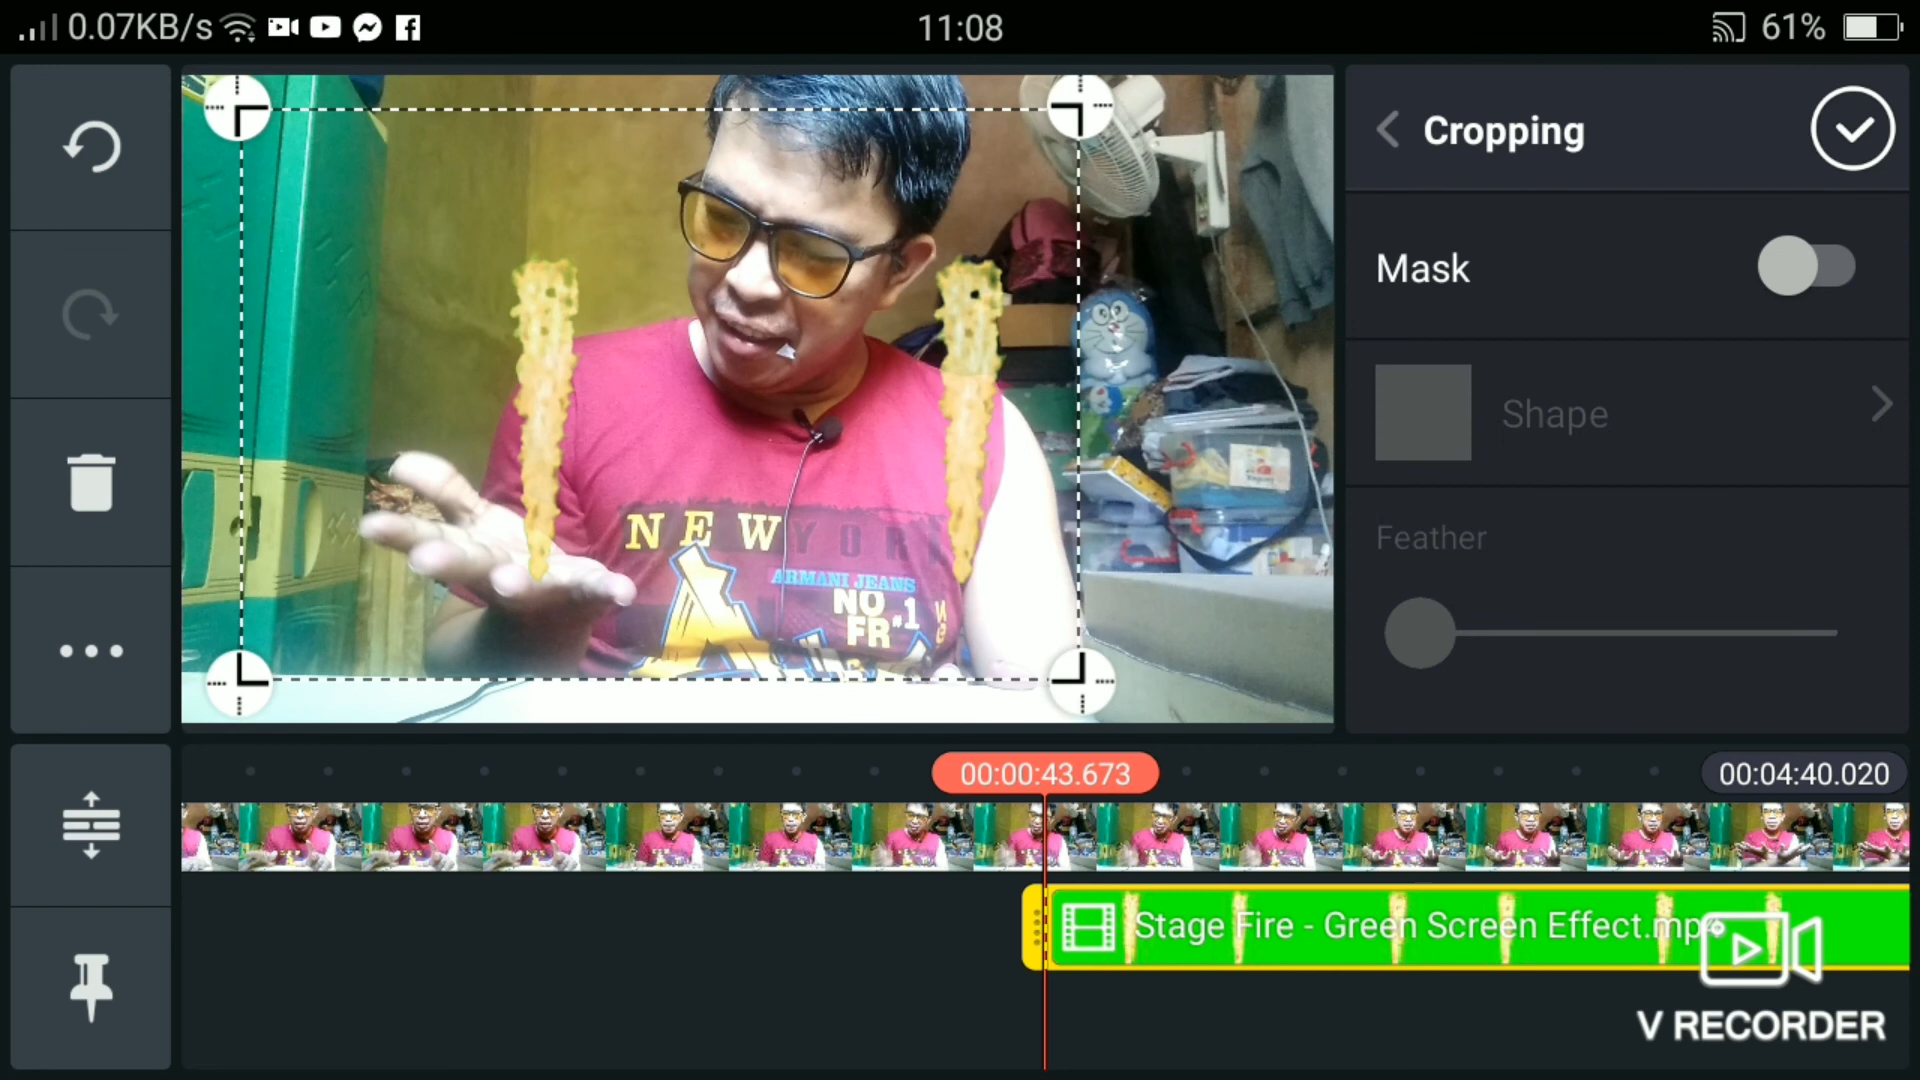 0.07KB/s
11:08
61%
Cropping
Mask
Shape
Feather
NEW YORK
ARMANI JEANS
NO
#1
FR
00:00:43.673
00:04:40.020
Stage Fire - Green Screen Effect.mp4
V RECORDER